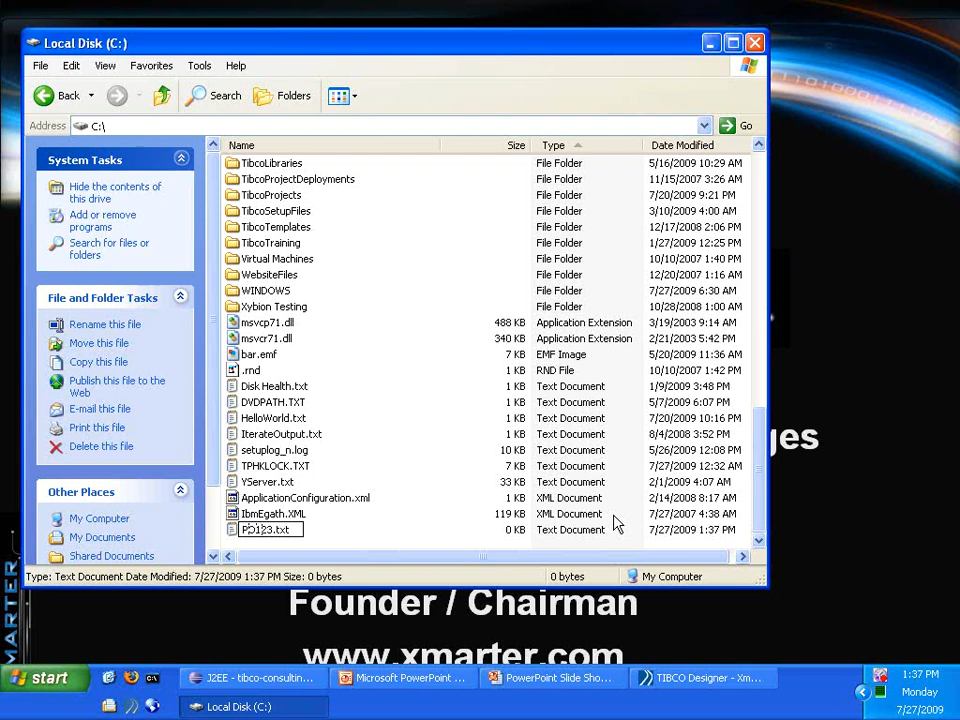 Local Disk (C:)
File Edit View Favorites Tools Help
Back Search Folders
Address C:\ Go
System Tasks
Hide the contents of
this drive
Add or remove
programs
Search for files or
folders
File and Folder Tasks
Rename this file
Move this file
Copy this file
Publish this file to the
Web
E-mail this file
Print this file
Delete this file
Other Places
My Computer
My Documents
Shared Documents
Name Size Type Date Modified
TibcoLibraries File Folder 5/16/2009 10:29 AM
TibcoProjectDeployments File Folder 11/15/2007 3:26 AM
TibcoProjects File Folder 7/20/2009 9:21 PM
TibcoSetupFiles File Folder 3/10/2009 4:00 AM
TibcoTemplates File Folder 12/17/2008 2:06 PM
TibcoTraining File Folder 1/27/2009 12:25 PM
Virtual Machines File Folder 10/10/2007 1:40 PM
WebsiteFiles File Folder 12/20/2007 1:16 AM
WINDOWS File Folder 7/27/2009 6:30 AM
Xybion Testing File Folder 10/28/2008 1:00 AM
msvcp71.dll 488 KB Application Extension 3/19/2003 9:14 AM
msvcr71.dll 340 KB Application Extension 2/21/2003 5:42 PM
bar.emf 7 KB EMF Image 5/20/2009 11:36 AM
.rnd 1 KB RND File 10/10/2007 1:42 PM
Disk Health.txt 1 KB Text Document 1/9/2009 3:48 PM
DVDPATH.TXT 1 KB Text Document 5/7/2009 6:07 PM
HelloWorld.txt 1 KB Text Document 7/20/2009 10:16 PM
IterateOutput.txt 1 KB Text Document 8/4/2008 3:52 PM
setuplog_n.log 10 KB Text Document 5/26/2009 12:08 PM
TPHKLOCK.TXT 7 KB Text Document 7/27/2009 12:32 AM
YServer.txt 33 KB Text Document 2/1/2009 4:07 AM
ApplicationConfiguration.xml 1 KB XML Document 2/14/2008 8:17 AM
IbmEgath.XML 119 KB XML Document 7/27/2007 4:38 AM
PO123.txt 0 KB Text Document 7/27/2009 1:37 PM
Type: Text Document Date Modified: 7/27/2009 1:37 PM Size: 0 bytes 0 bytes My Computer
ges
Founder / Chairman
www.xmarter.com
MARTER
start J2EE - tibco-consultin... Microsoft PowerPoint ... PowerPoint Slide Sho... TIBCO Designer - Xm... 1:37 PM
Monday
Local Disk (C:) 7/27/2009